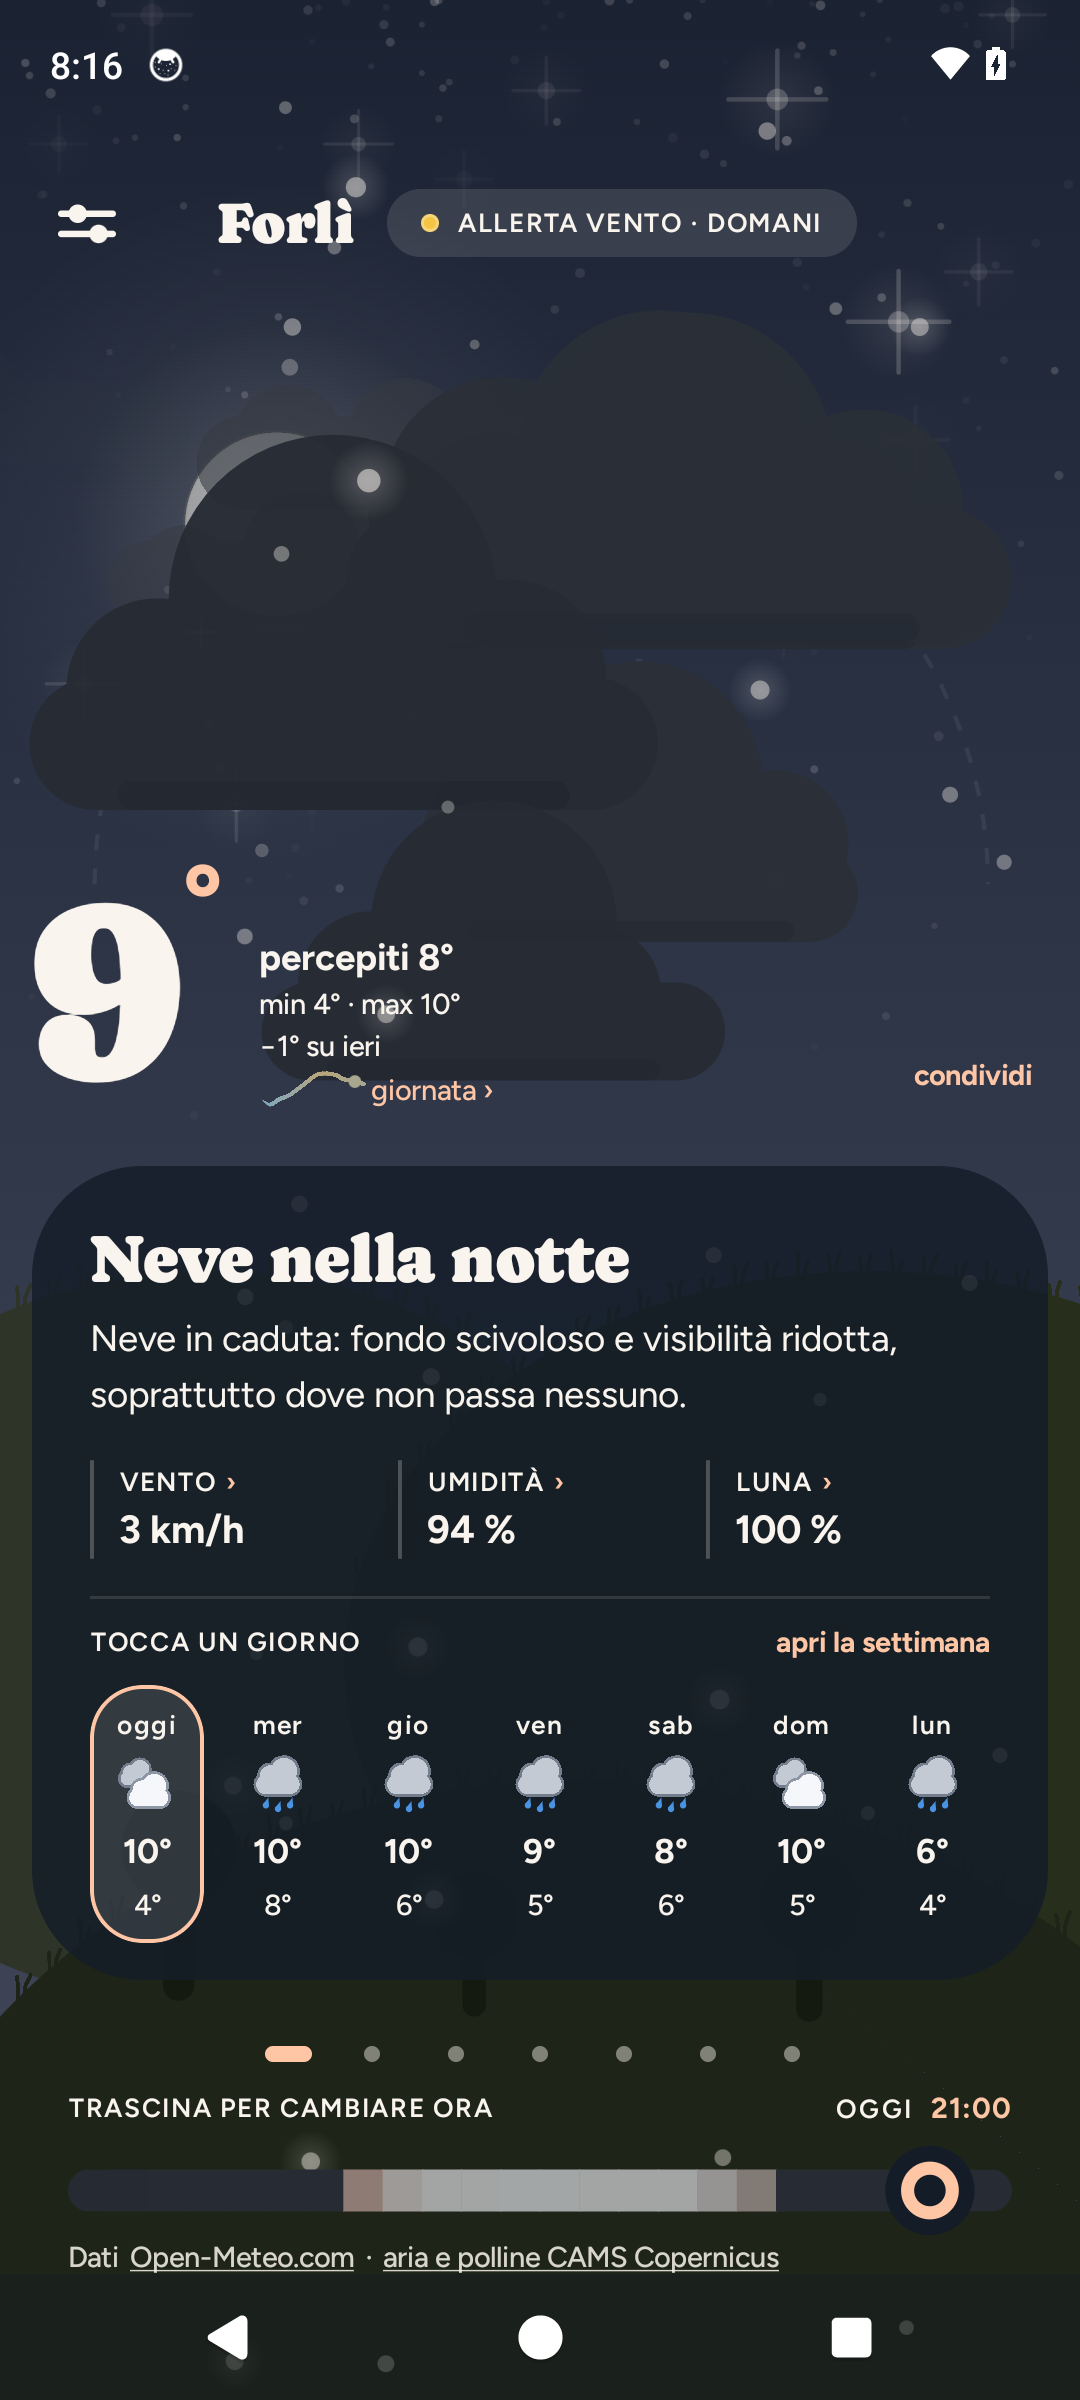 8:16
Forlì
ALLERTA VENTO · DOMANI
9°
percepiti 8°
min 4° · max 10°
−1° su ieri
giornata ›
condividi
Neve nella notte
Neve in caduta: fondo scivoloso e visibilità ridotta,
soprattutto dove non passa nessuno.
VENTO › UMIDITÀ › LUNA ›
3 km/h 94 % 100 %
TOCCA UN GIORNO apri la settimana
oggi mer gio ven sab dom lun
10° 10° 10° 9° 8° 10° 6°
4° 8° 6° 5° 6° 5° 4°
TRASCINA PER CAMBIARE ORA OGGI 21:00
Dati Open-Meteo.com · aria e polline CAMS Copernicus